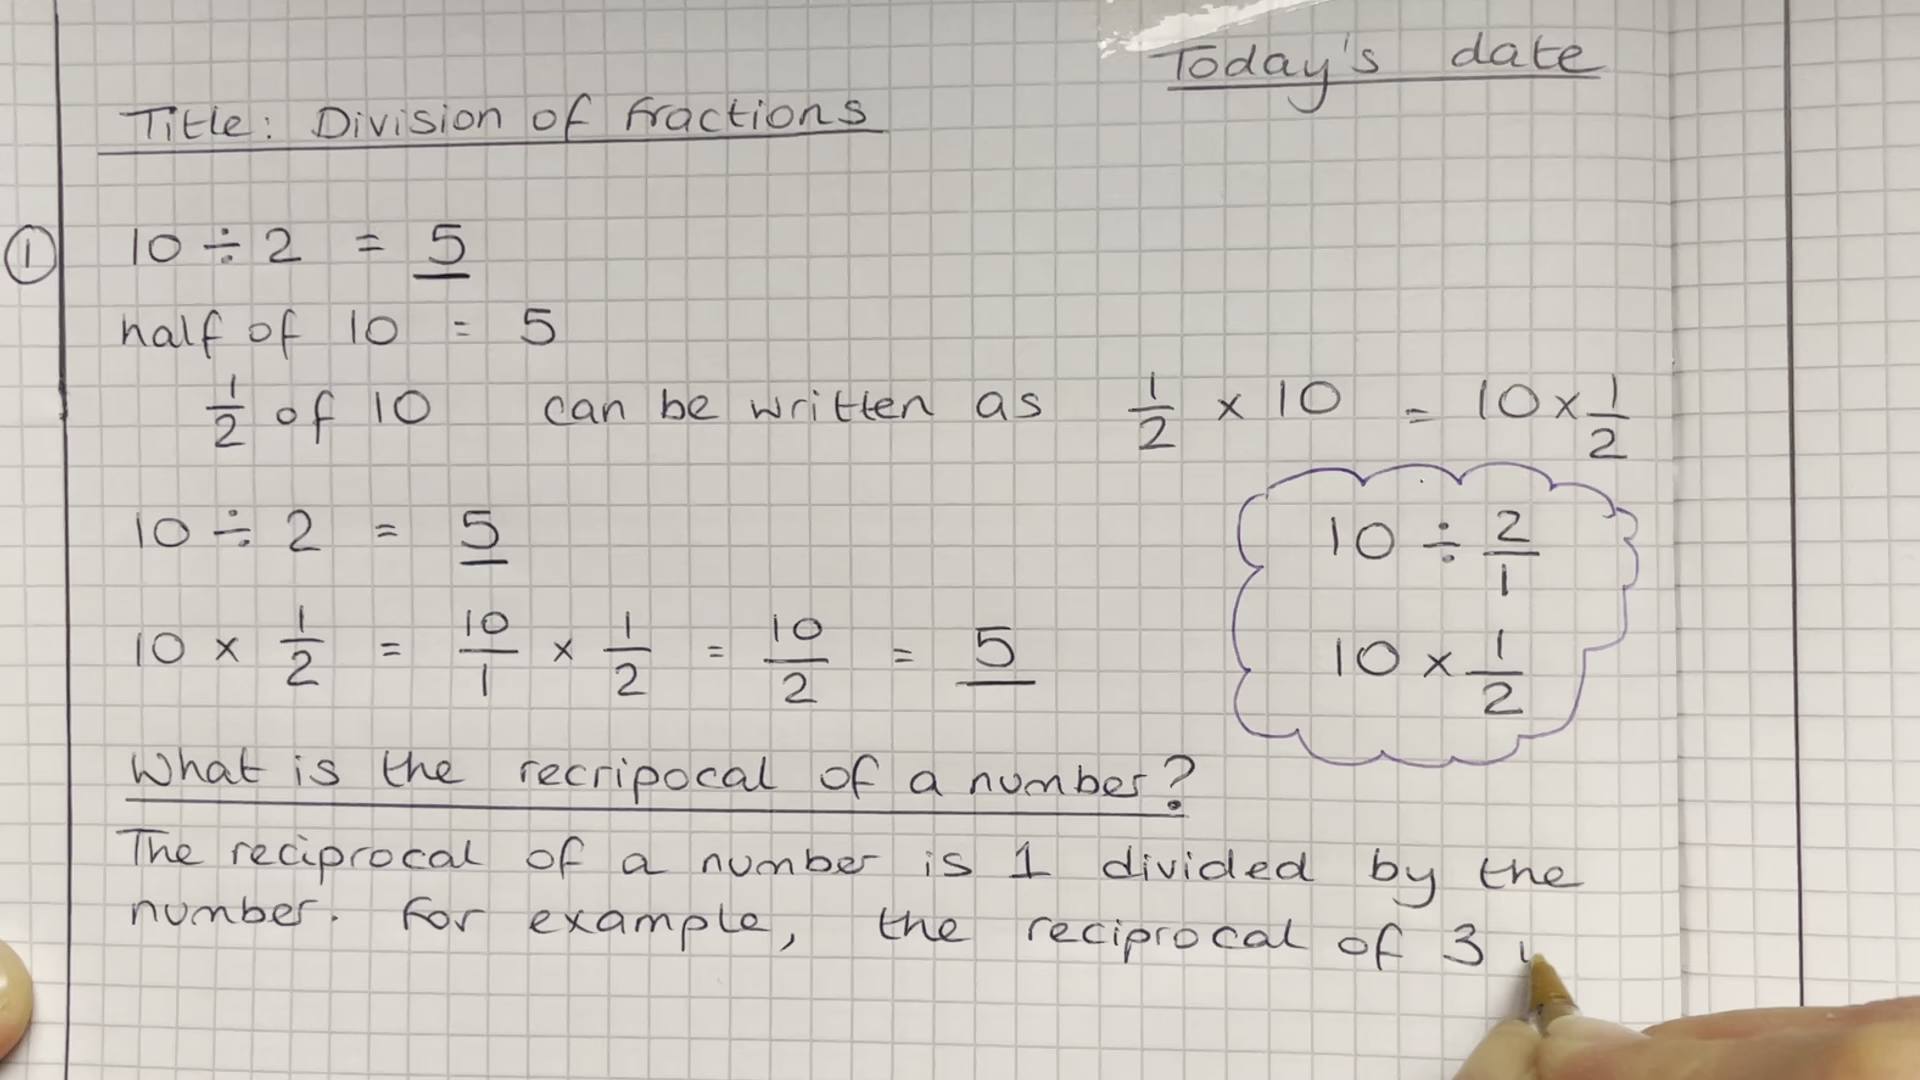 Today's date
Title: Division of fractions
① 10 ÷ 2 = 5
half of 10 = 5
1/2 of 10 can be written as 1/2 × 10 = 10 × 1/2
10 ÷ 2 = 5
10 ÷ 2/1
10 × 1/2 = 10/1 × 1/2 = 10/2 = 5
10 × 1/2
What is the recripocal of a number?
The reciprocal of a number is 1 divided by the
number. For example, the reciprocal of 3